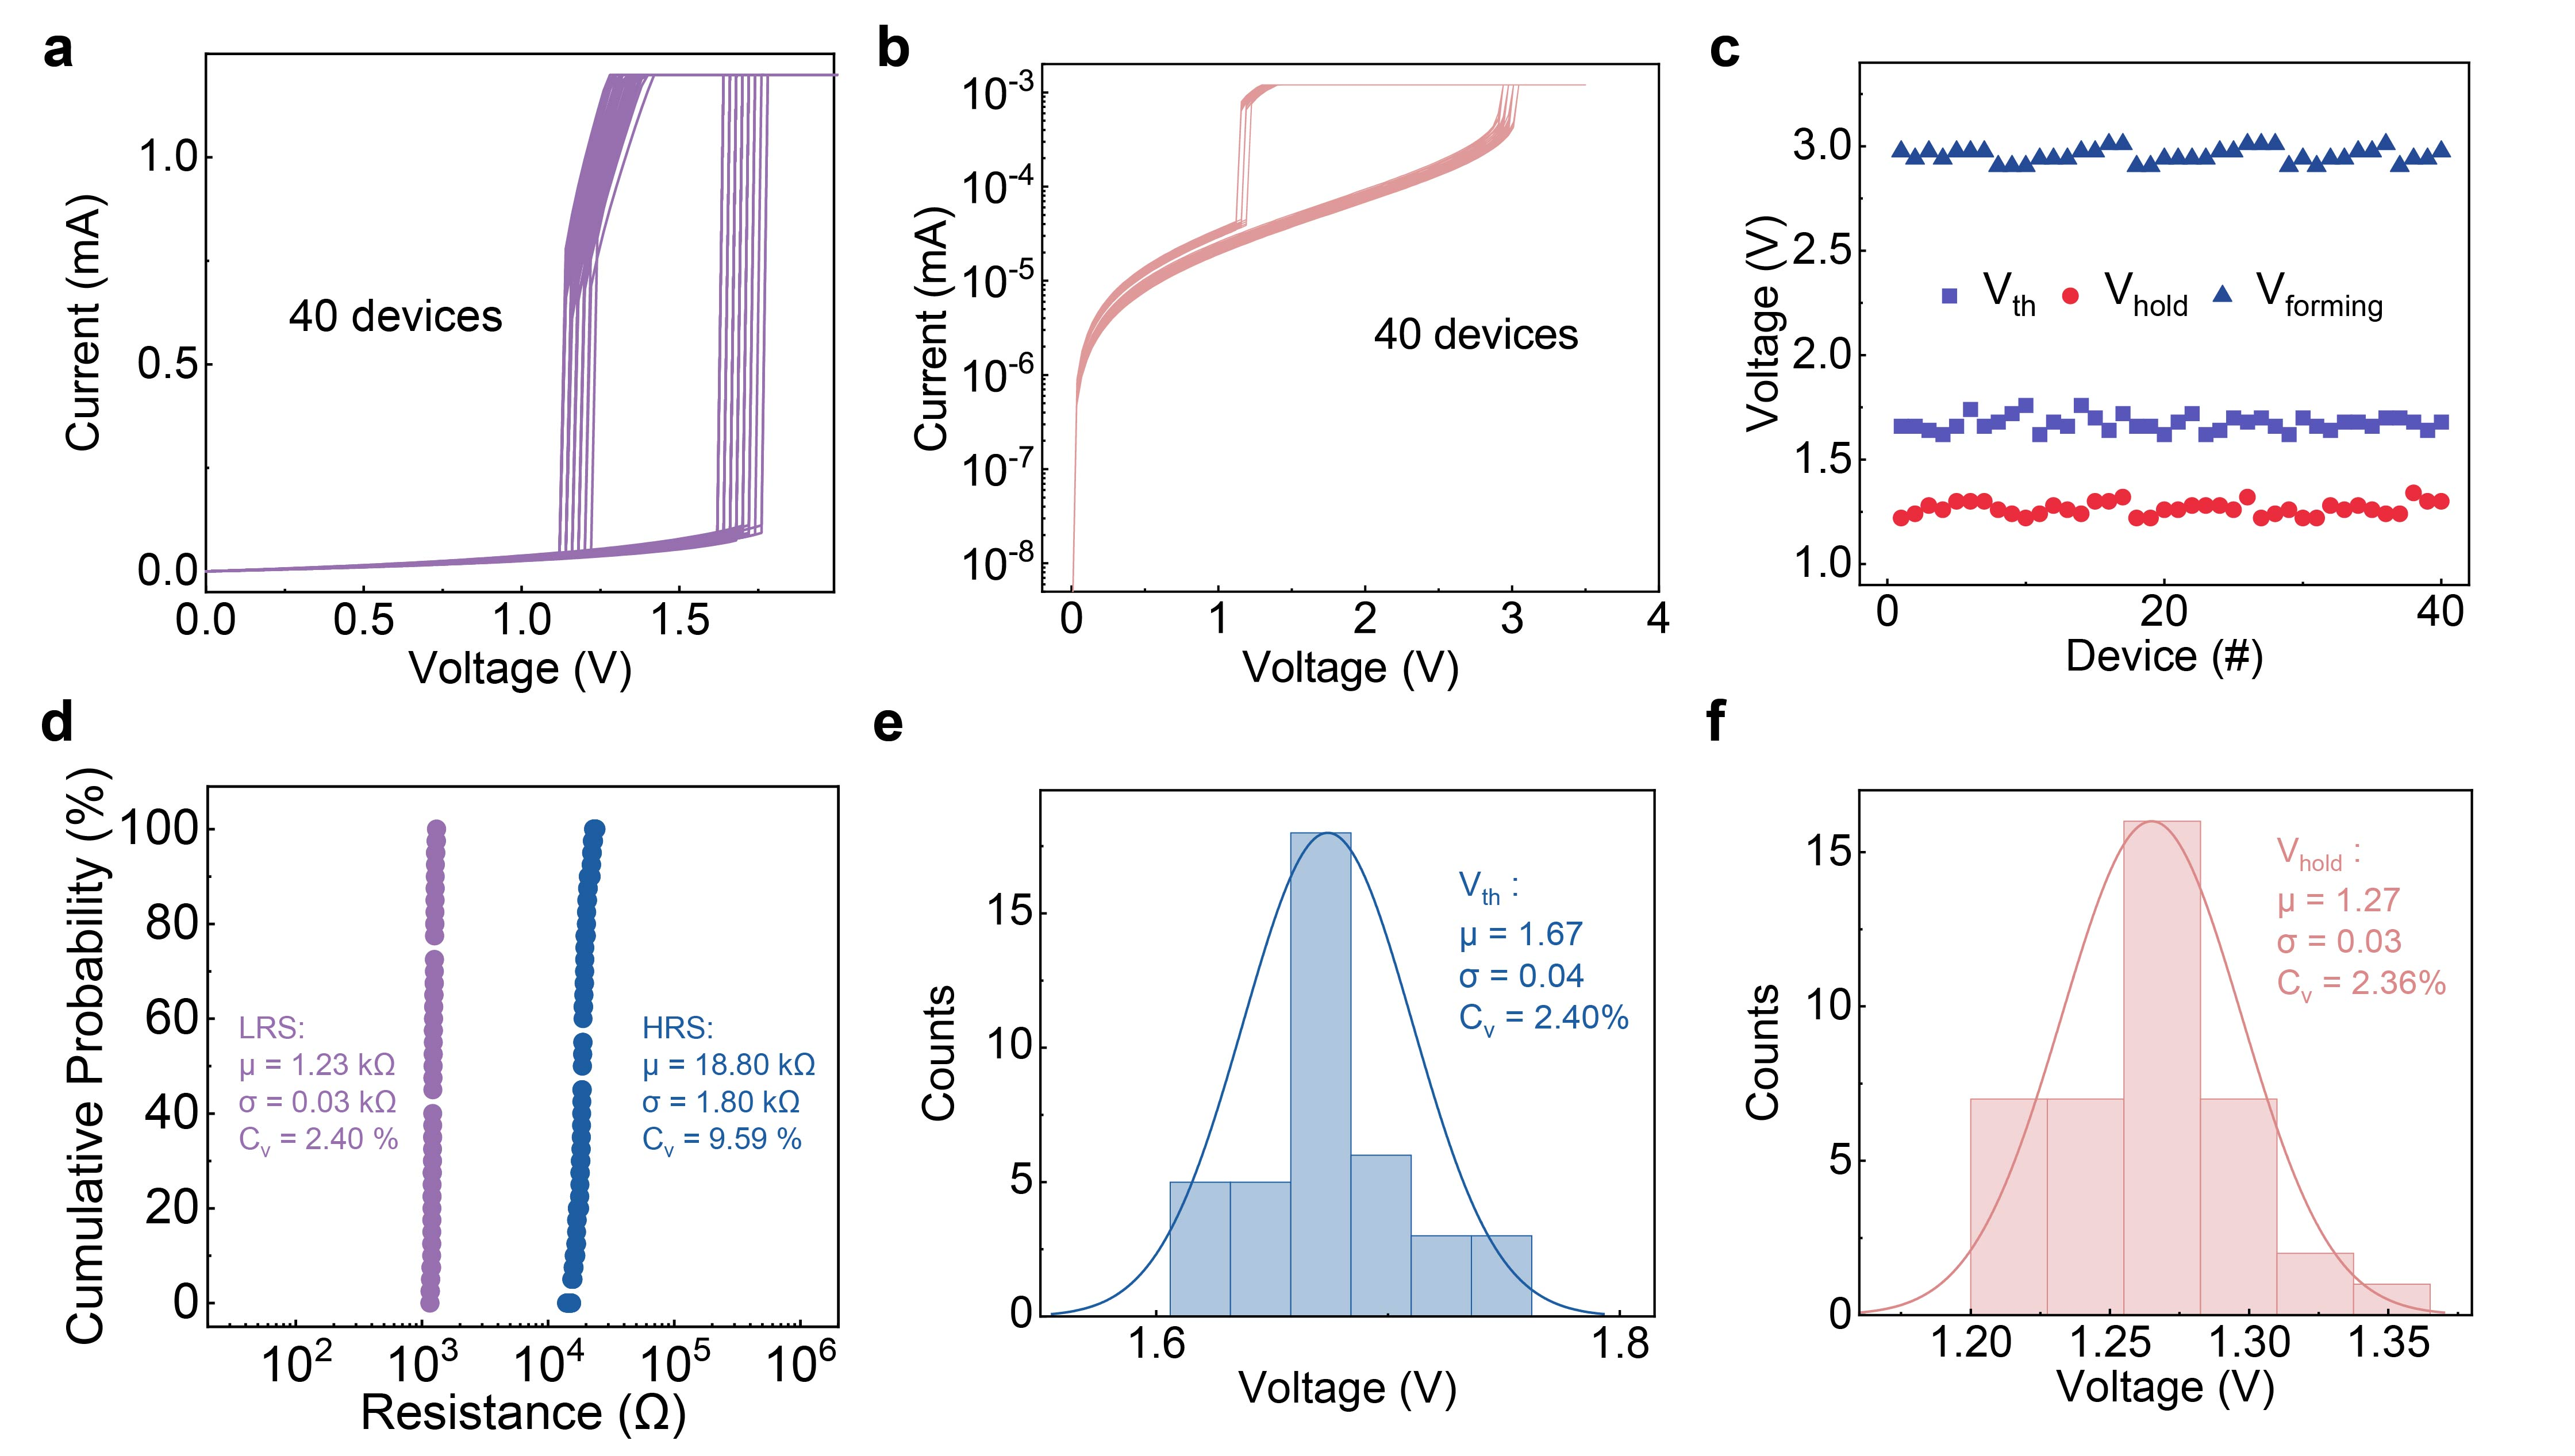 a
Current (mA)
1.0
0.5
0.0
40 devices
0.0 0.5 1.0 1.5
Voltage (V)
b
Current (mA)
10-3
10-4
10-5
10-6
10-7
10-8
40 devices
0 1 2 3 4
Voltage (V)
c
Voltage (V)
3.0
2.5
2.0
1.5
1.0
Vth Vhold Vforming
0 20 40
Device (#)
d
Cumulative Probability (%)
100
80
60
40
20
0
LRS:
μ = 1.23 kΩ
σ = 0.03 kΩ
Cv = 2.40 %
HRS:
μ = 18.80 kΩ
σ = 1.80 kΩ
Cv = 9.59 %
102 103 104 105 106
Resistance (Ω)
e
Counts
15
10
5
0
Vth :
μ = 1.67
σ = 0.04
Cv = 2.40%
1.6 1.8
Voltage (V)
f
Counts
15
10
5
0
Vhold :
μ = 1.27
σ = 0.03
Cv = 2.36%
1.20 1.25 1.30 1.35
Voltage (V)